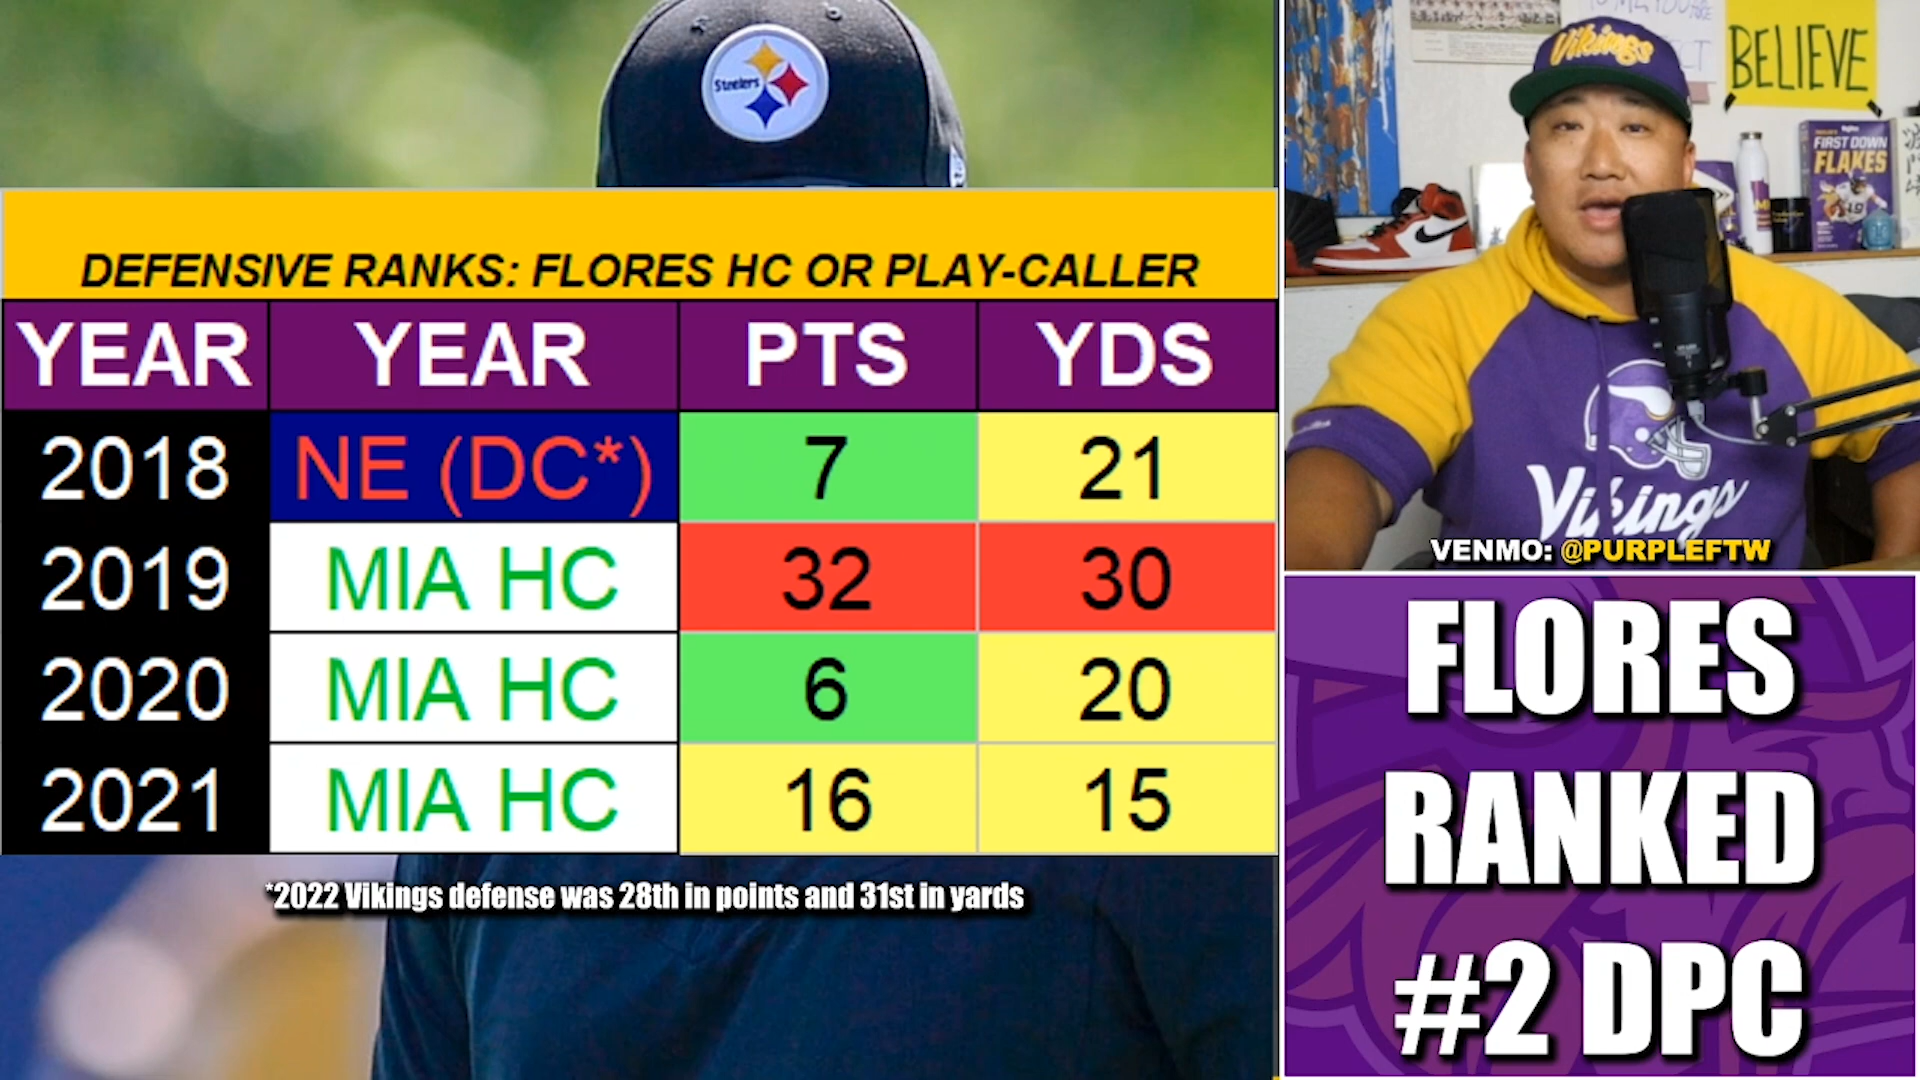 Steelers
DEFENSIVE RANKS: FLORES HC OR PLAY-CALLER
YEAR YEAR PTS YDS
2018 NE (DC*) 7 21
2019 MIA HC 32 30
2020 MIA HC 6 20
2021 MIA HC 16 15
*2022 Vikings defense was 28th in points and 31st in yards
Vikings
BELIEVE
FIRST DOWN
FLAKES
Vikings
VENMO: @PURPLEFTW
FLORES
RANKED
#2 DPC